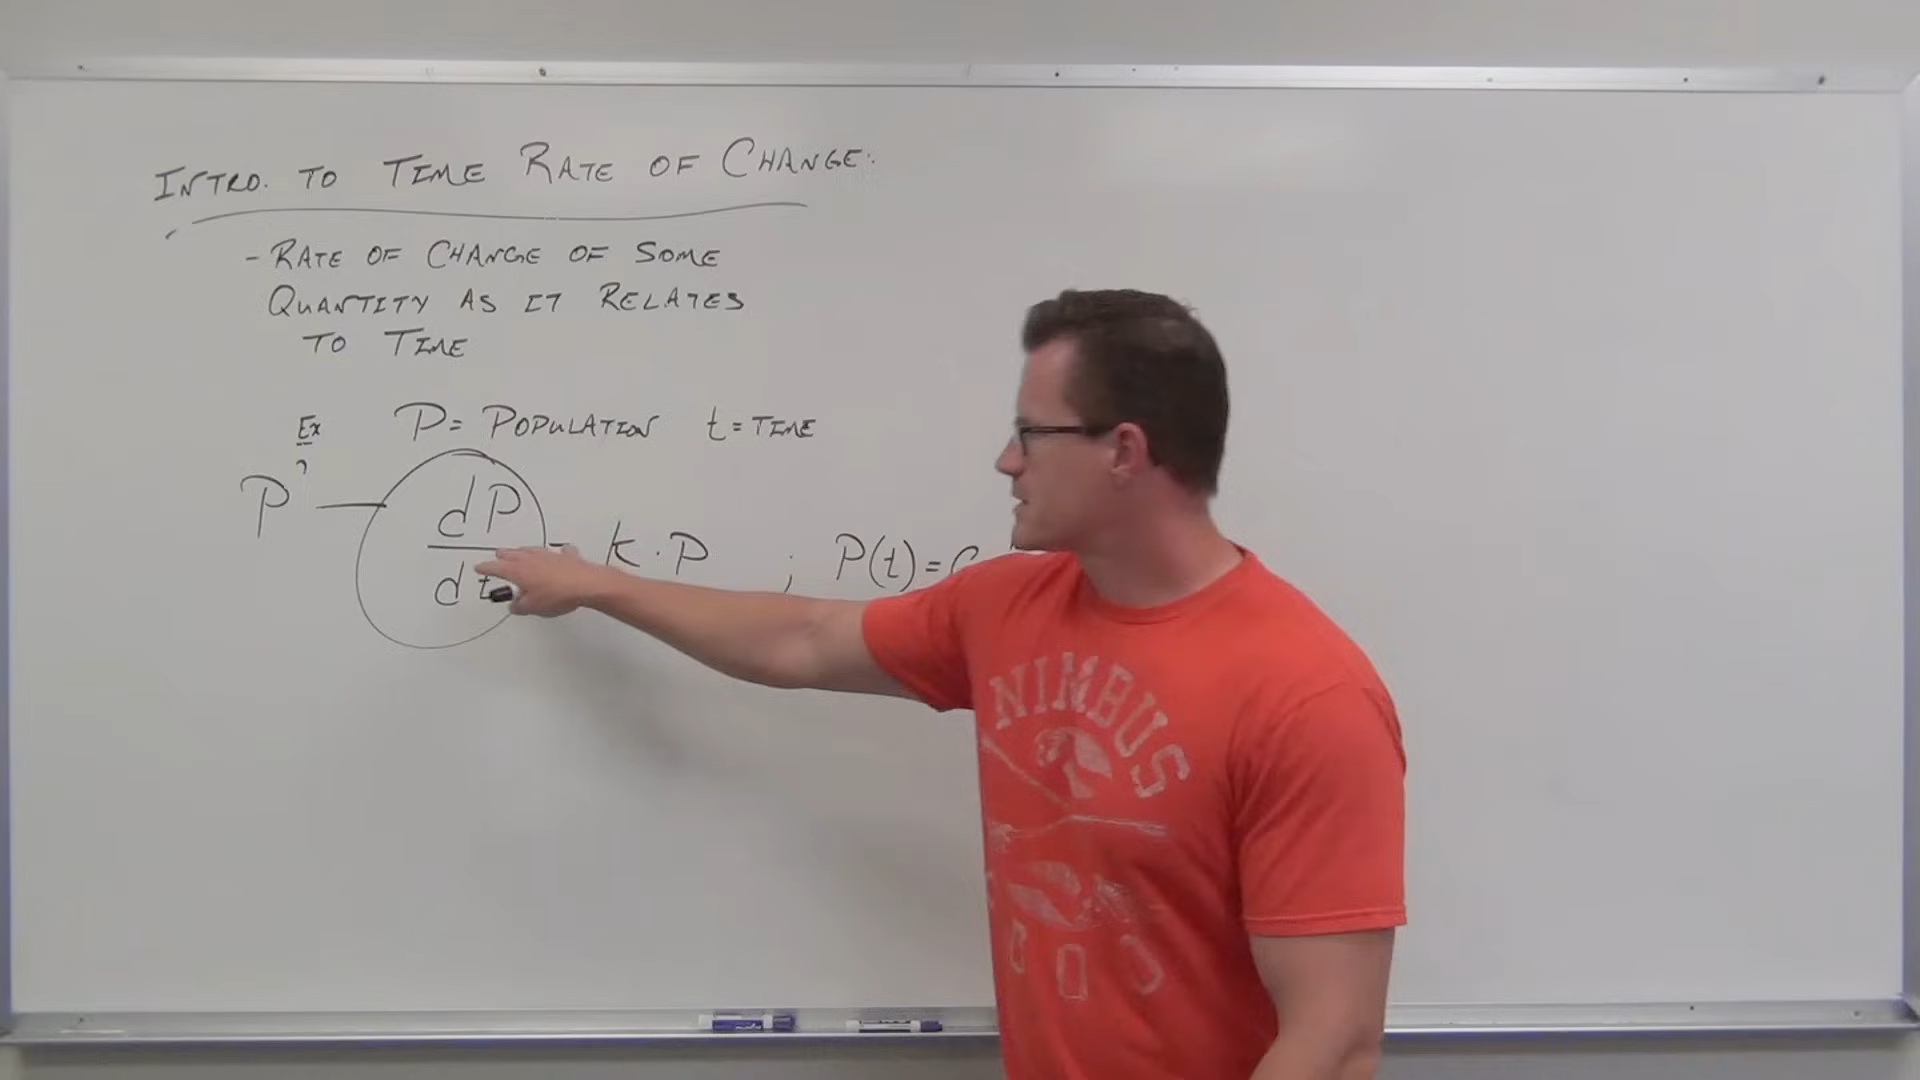 INTRO. TO TIME RATE OF CHANGE:
- RATE OF CHANGE OF SOME
QUANTITY AS IT RELATES
TO TIME
Ex P = POPULATION t = TIME
P' — dP/dt = k · P ; P(t) = C
NIMBUS